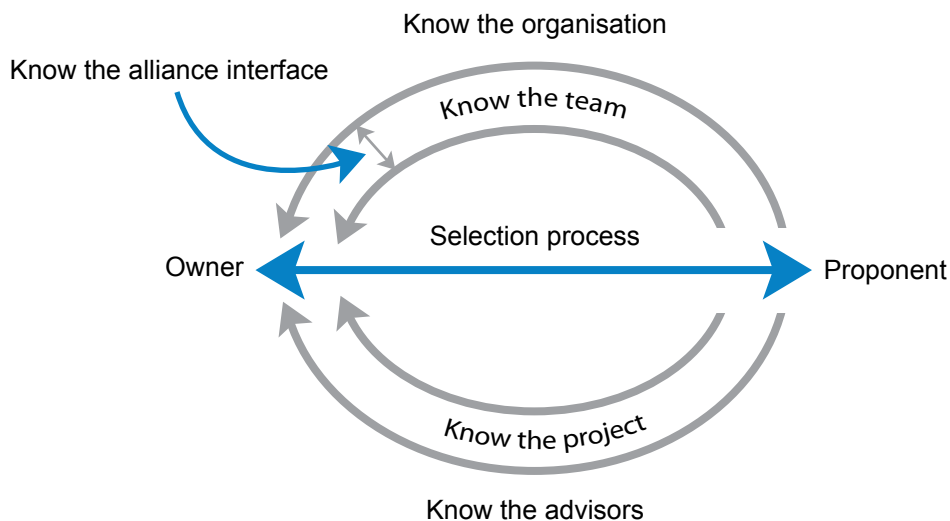 Know the organisation
Know the alliance interface
Know the team
Selection process
Owner
Proponent
Know the project
Know the advisors